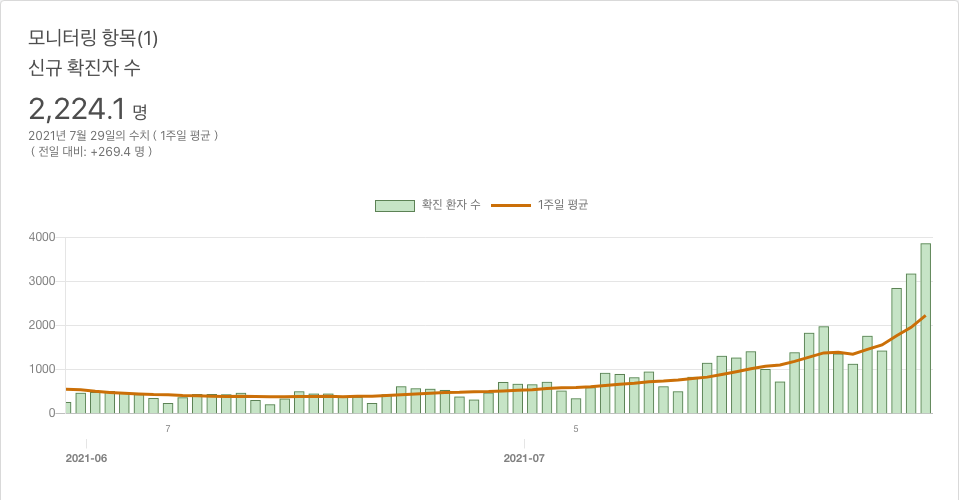 모니터링 항목(1)
신규 확진자 수
2,224.1 명
2021년 7월 29일의 수치 ( 1주일 평균 )
( 전일 대비: +269.4 명 )
확진 환자 수 1주일 평균
4000
3000
2000
1000
0
7 5
2021-06 2021-07